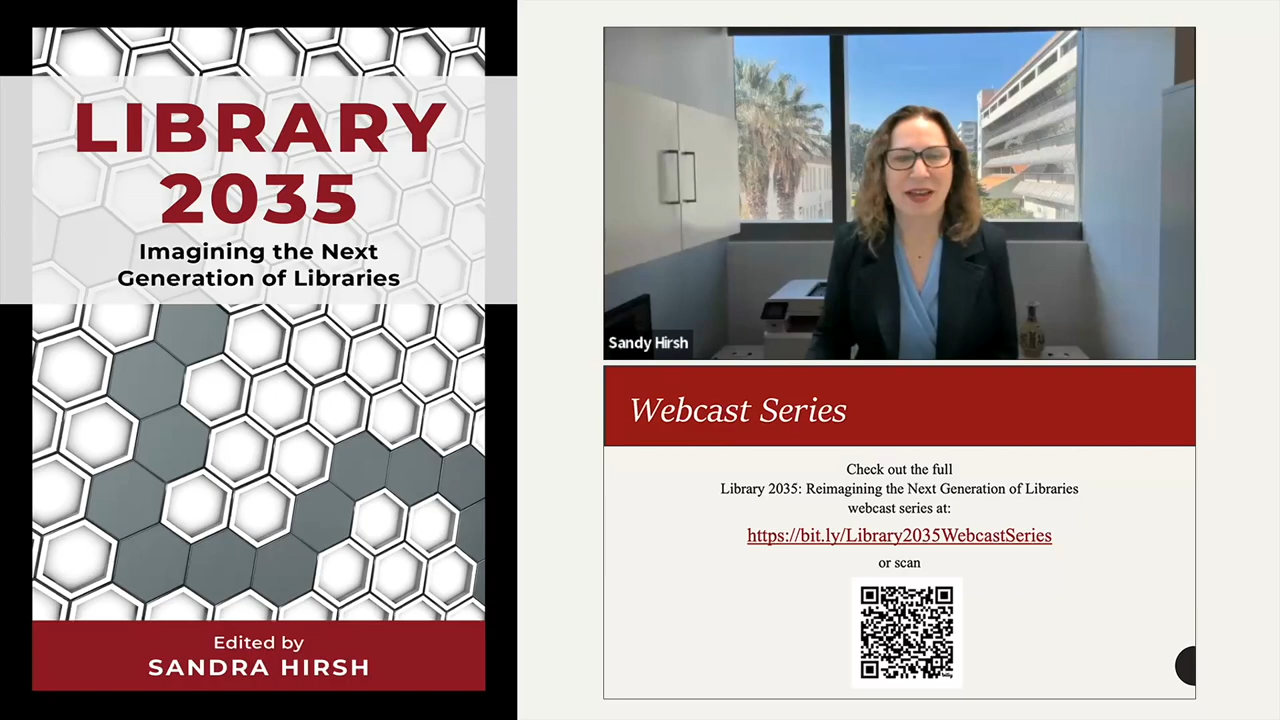 LIBRARY
2035
Imagining the Next
Generation of Libraries
Edited by
SANDRA HIRSH
Sandy Hirsh
Webcast Series
Check out the full
Library 2035: Reimagining the Next Generation of Libraries
webcast series at:
https://bit.ly/Library2035WebcastSeries
or scan